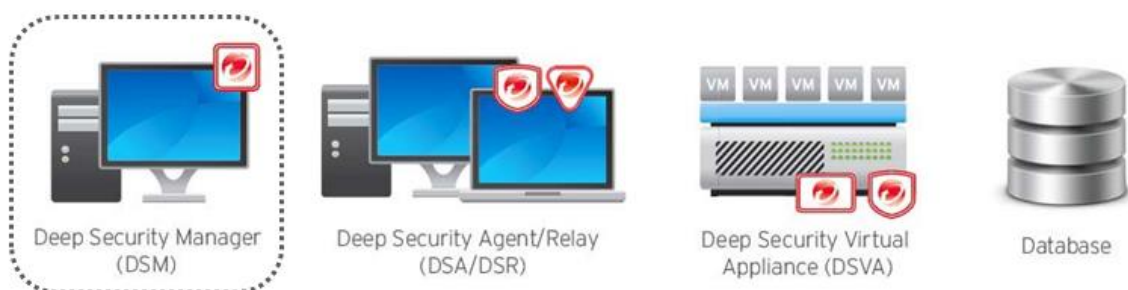 VM VM VM VM VM
Deep Security Manager
(DSM)
Deep Security Agent/Relay
(DSA/DSR)
Deep Security Virtual
Appliance (DSVA)
Database